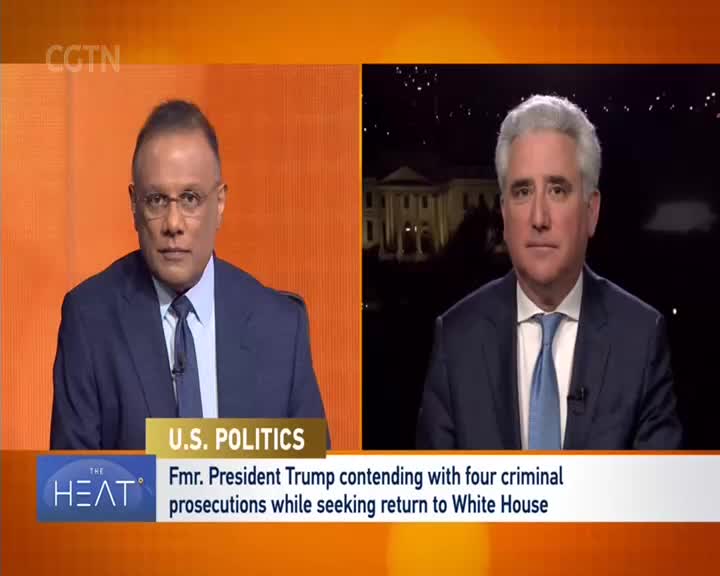 CGTN
U.S. POLITICS
THE
HEAT
Fmr. President Trump contending with four criminal
prosecutions while seeking return to White House